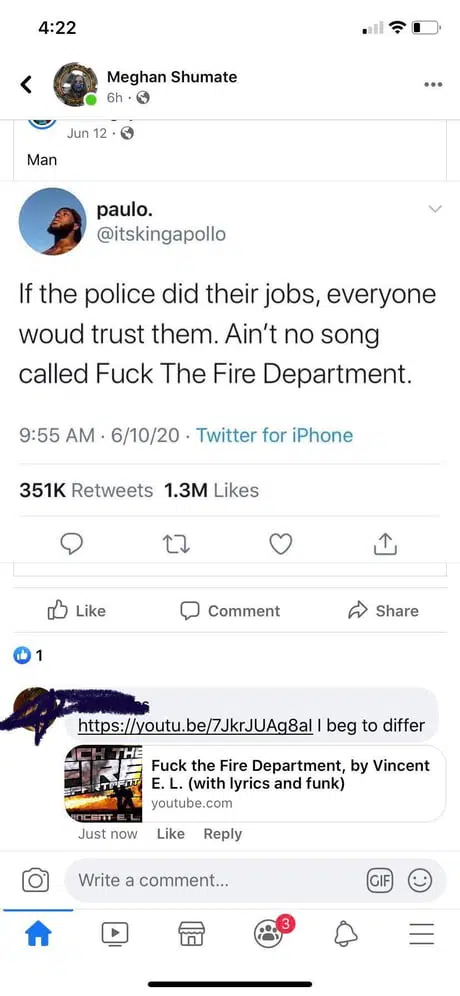 4:22
Meghan Shumate
6h ·
Jun 12 ·
Man
paulo.
@itskingapollo
If the police did their jobs, everyone
woud trust them. Ain't no song
called Fuck The Fire Department.
9:55 AM · 6/10/20 · Twitter for iPhone
351K Retweets 1.3M Likes
Like Comment Share
1
https://youtu.be/7JkrJUAg8aI I beg to differ
Fuck the Fire Department, by Vincent
E. L. (with lyrics and funk)
youtube.com
Just now Like Reply
Write a comment...
GIF
3